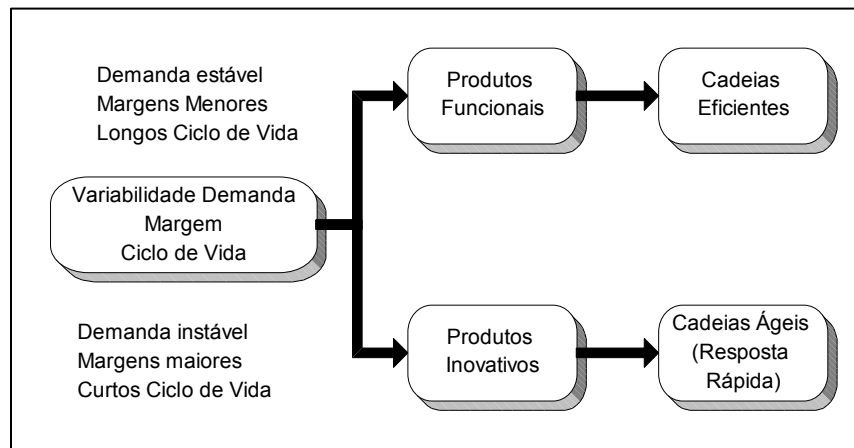 Demanda estável
Margens Menores
Longos Ciclo de Vida
Produtos
Funcionais
Cadeias
Eficientes
Variabilidade Demanda
Margem
Ciclo de Vida
Demanda instável
Margens maiores
Curtos Ciclo de Vida
Produtos
Inovativos
Cadeias Ágeis
(Resposta
Rápida)